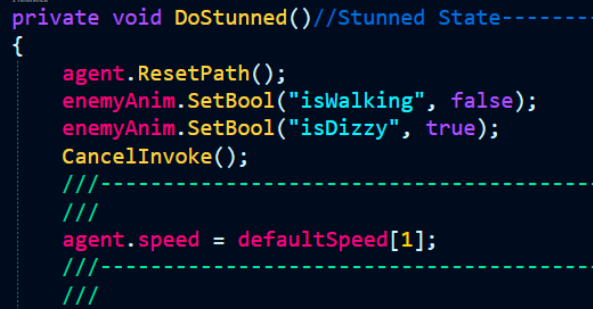 private void DoStunned()//Stunned State--------
{
agent.ResetPath();
enemyAnim.SetBool("isWalking", false);
enemyAnim.SetBool("isDizzy", true);
CancelInvoke();
///-----------------------------------------
///
agent.speed = defaultSpeed[1];
///-----------------------------------------
///